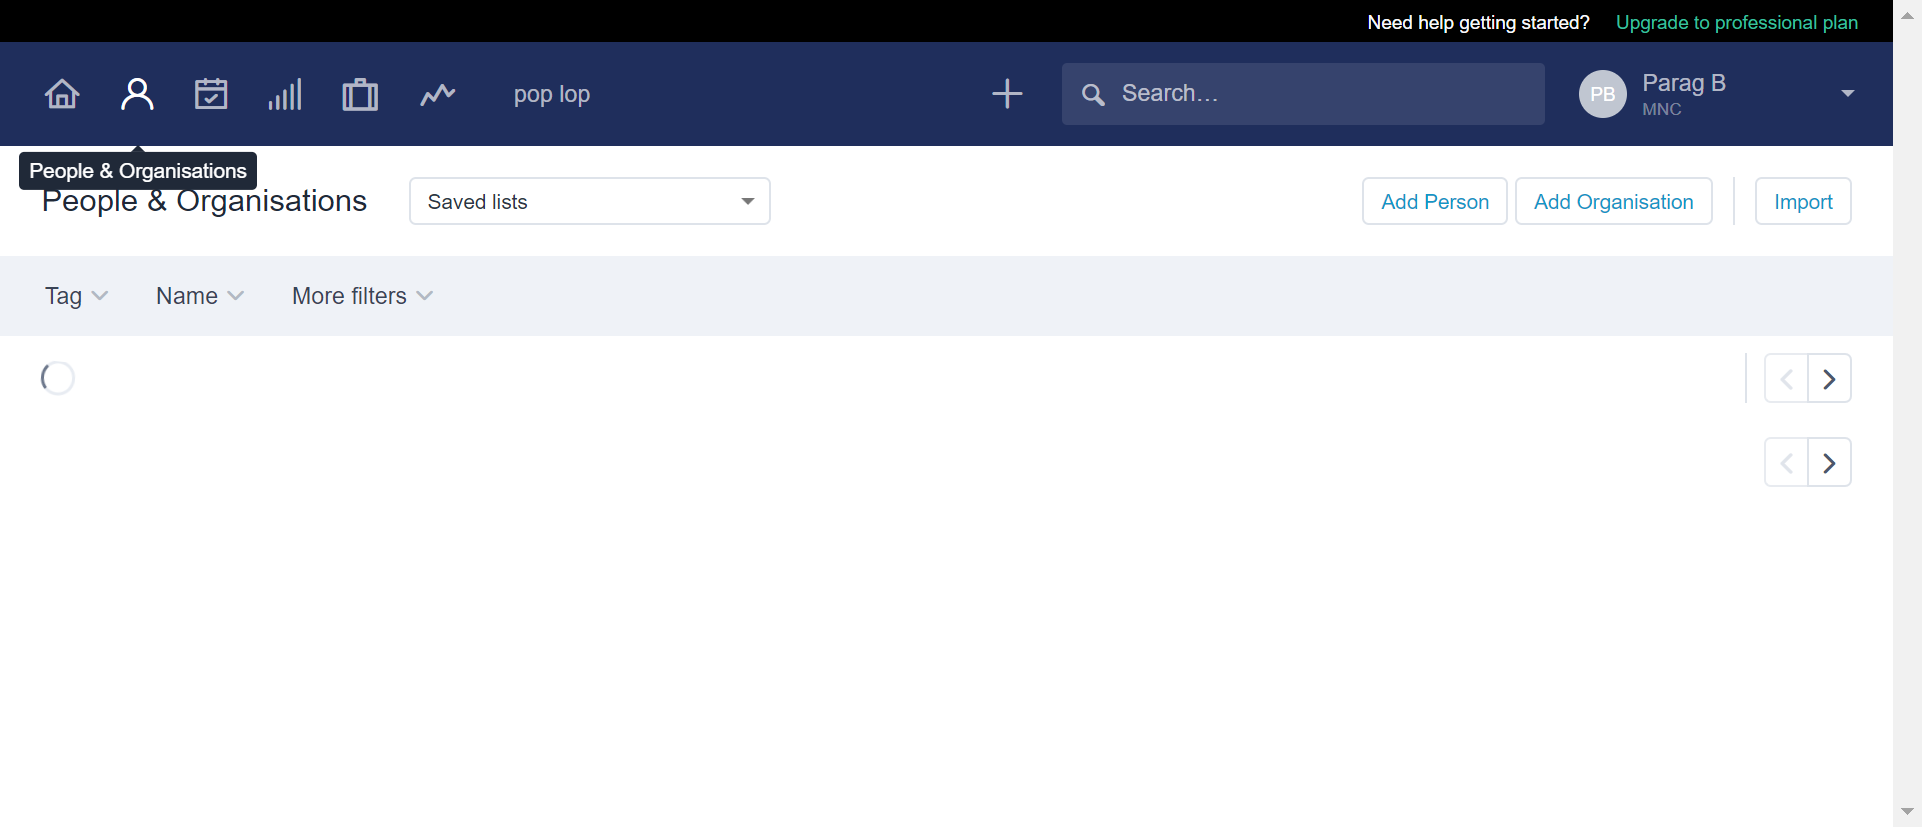 Need help getting started? Upgrade to professional plan
pop lop
Search...
PB
Parag B
MNC
People & Organisations
People & Organisations
Saved lists
Add Person
Add Organisation
Import
Tag
Name
More filters